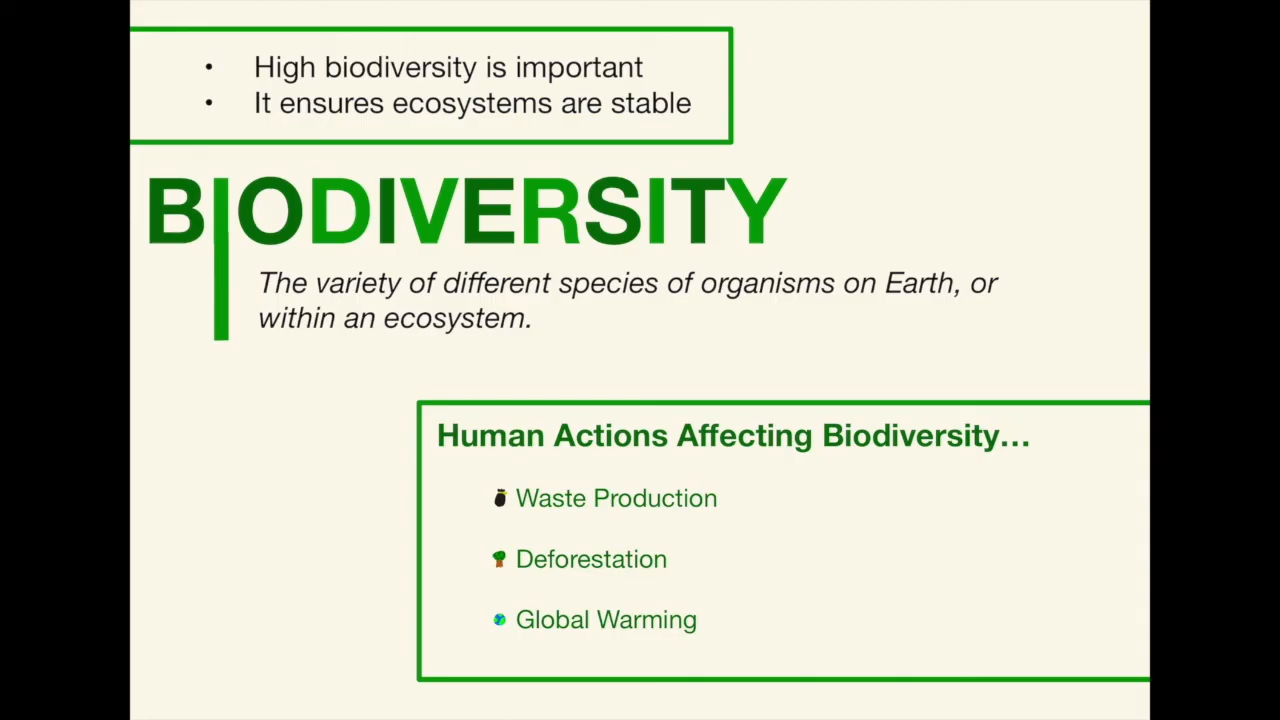 • High biodiversity is important
• It ensures ecosystems are stable
BIODIVERSITY
The variety of different species of organisms on Earth, or
within an ecosystem.
Human Actions Affecting Biodiversity...
Waste Production
Deforestation
Global Warming